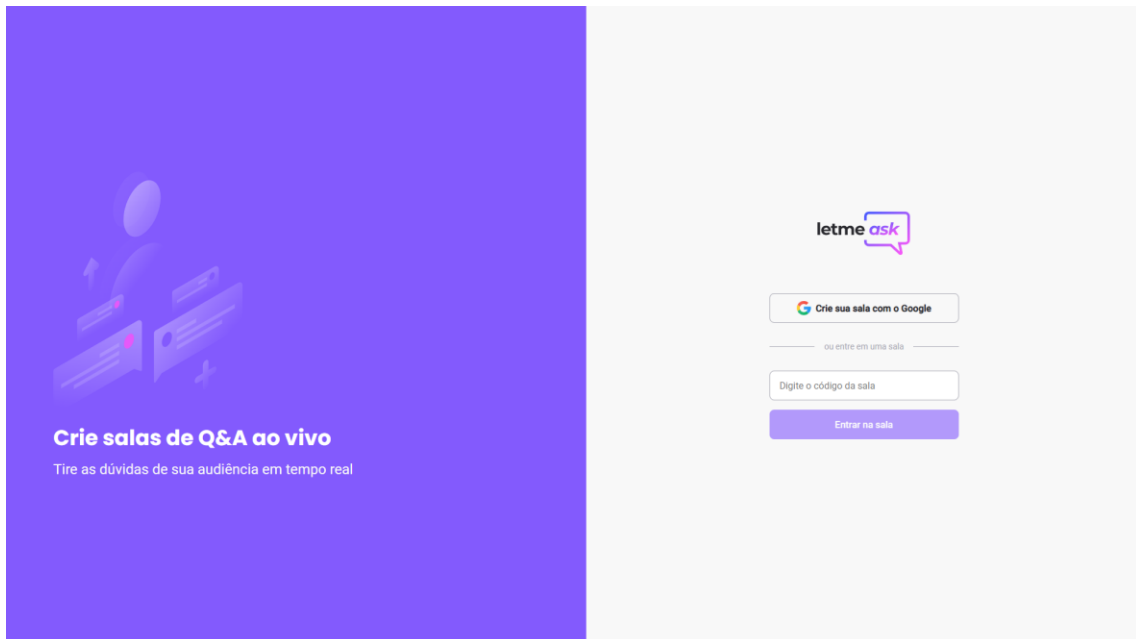 Crie salas de Q&A ao vivo
Tire as dúvidas de sua audiência em tempo real
letme ask
Crie sua sala com o Google
ou entre em uma sala
Digite o código da sala
Entrar na sala